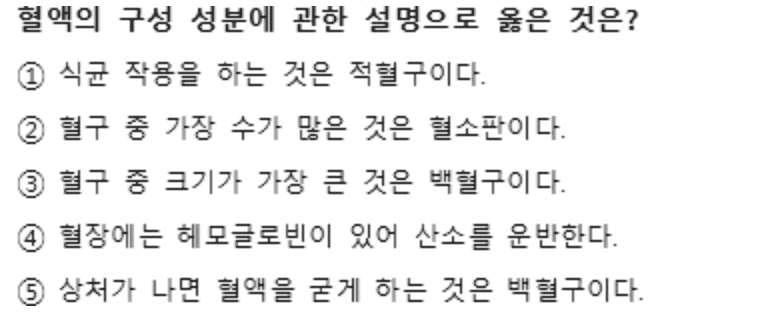 혈액의 구성 성분에 관한 설명으로 옳은 것은?
① 식균 작용을 하는 것은 적혈구이다.
② 혈구 중 가장 수가 많은 것은 혈소판이다.
③ 혈구 중 크기가 가장 큰 것은 백혈구이다.
④ 혈장에는 헤모글로빈이 있어 산소를 운반한다.
⑤ 상처가 나면 혈액을 굳게 하는 것은 백혈구이다.